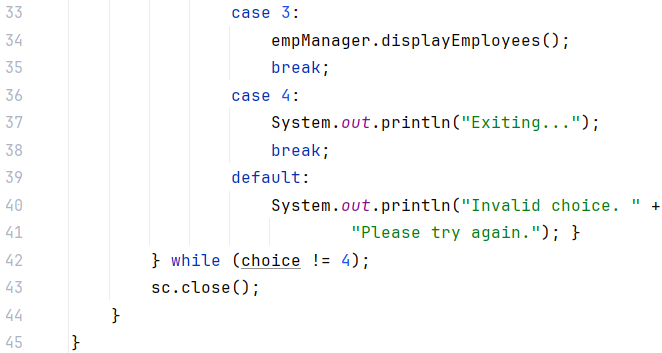 33 case 3:
34 empManager.displayEmployees();
35 break;
36 case 4:
37 System.out.println("Exiting...");
38 break;
39 default:
40 System.out.println("Invalid choice. " +
41 "Please try again."); }
42 } while (choice != 4);
43 sc.close();
44 }
45 }